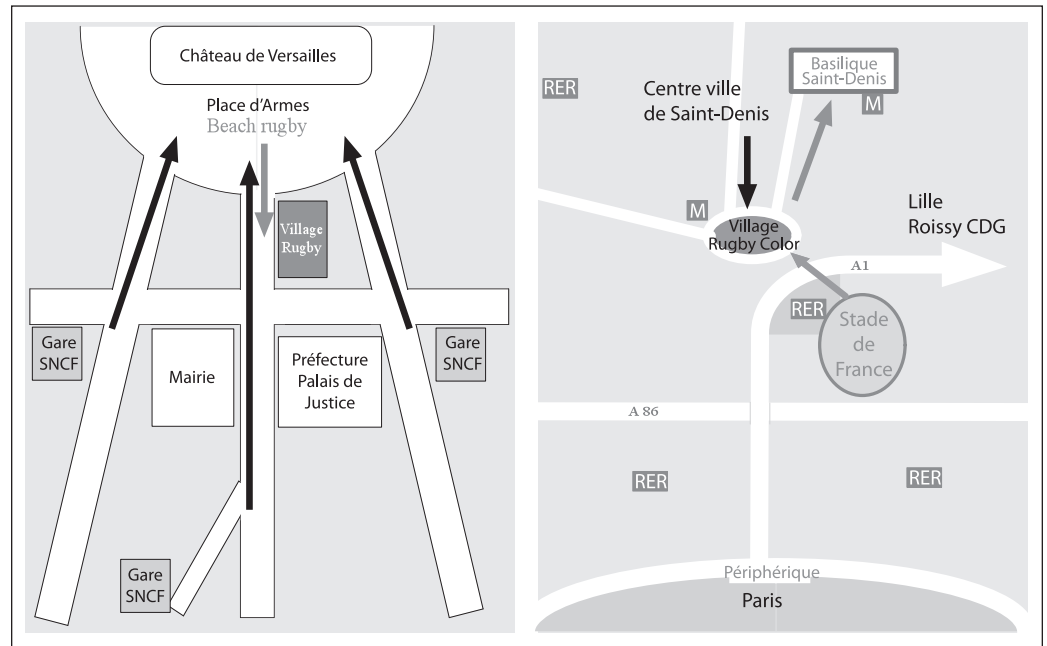 Château de Versailles
Place d'Armes
Beach rugby
Village
Rugby
Gare
SNCF
Gare
SNCF
Mairie
Préfecture
Palais de
Justice
Gare
SNCF
RER
Centre ville
de Saint-Denis
Basilique
Saint-Denis
M
M
Village
Rugby Color
Lille
Roissy CDG
A1
RER
Stade
de
France
A 86
RER
RER
Périphérique
Paris